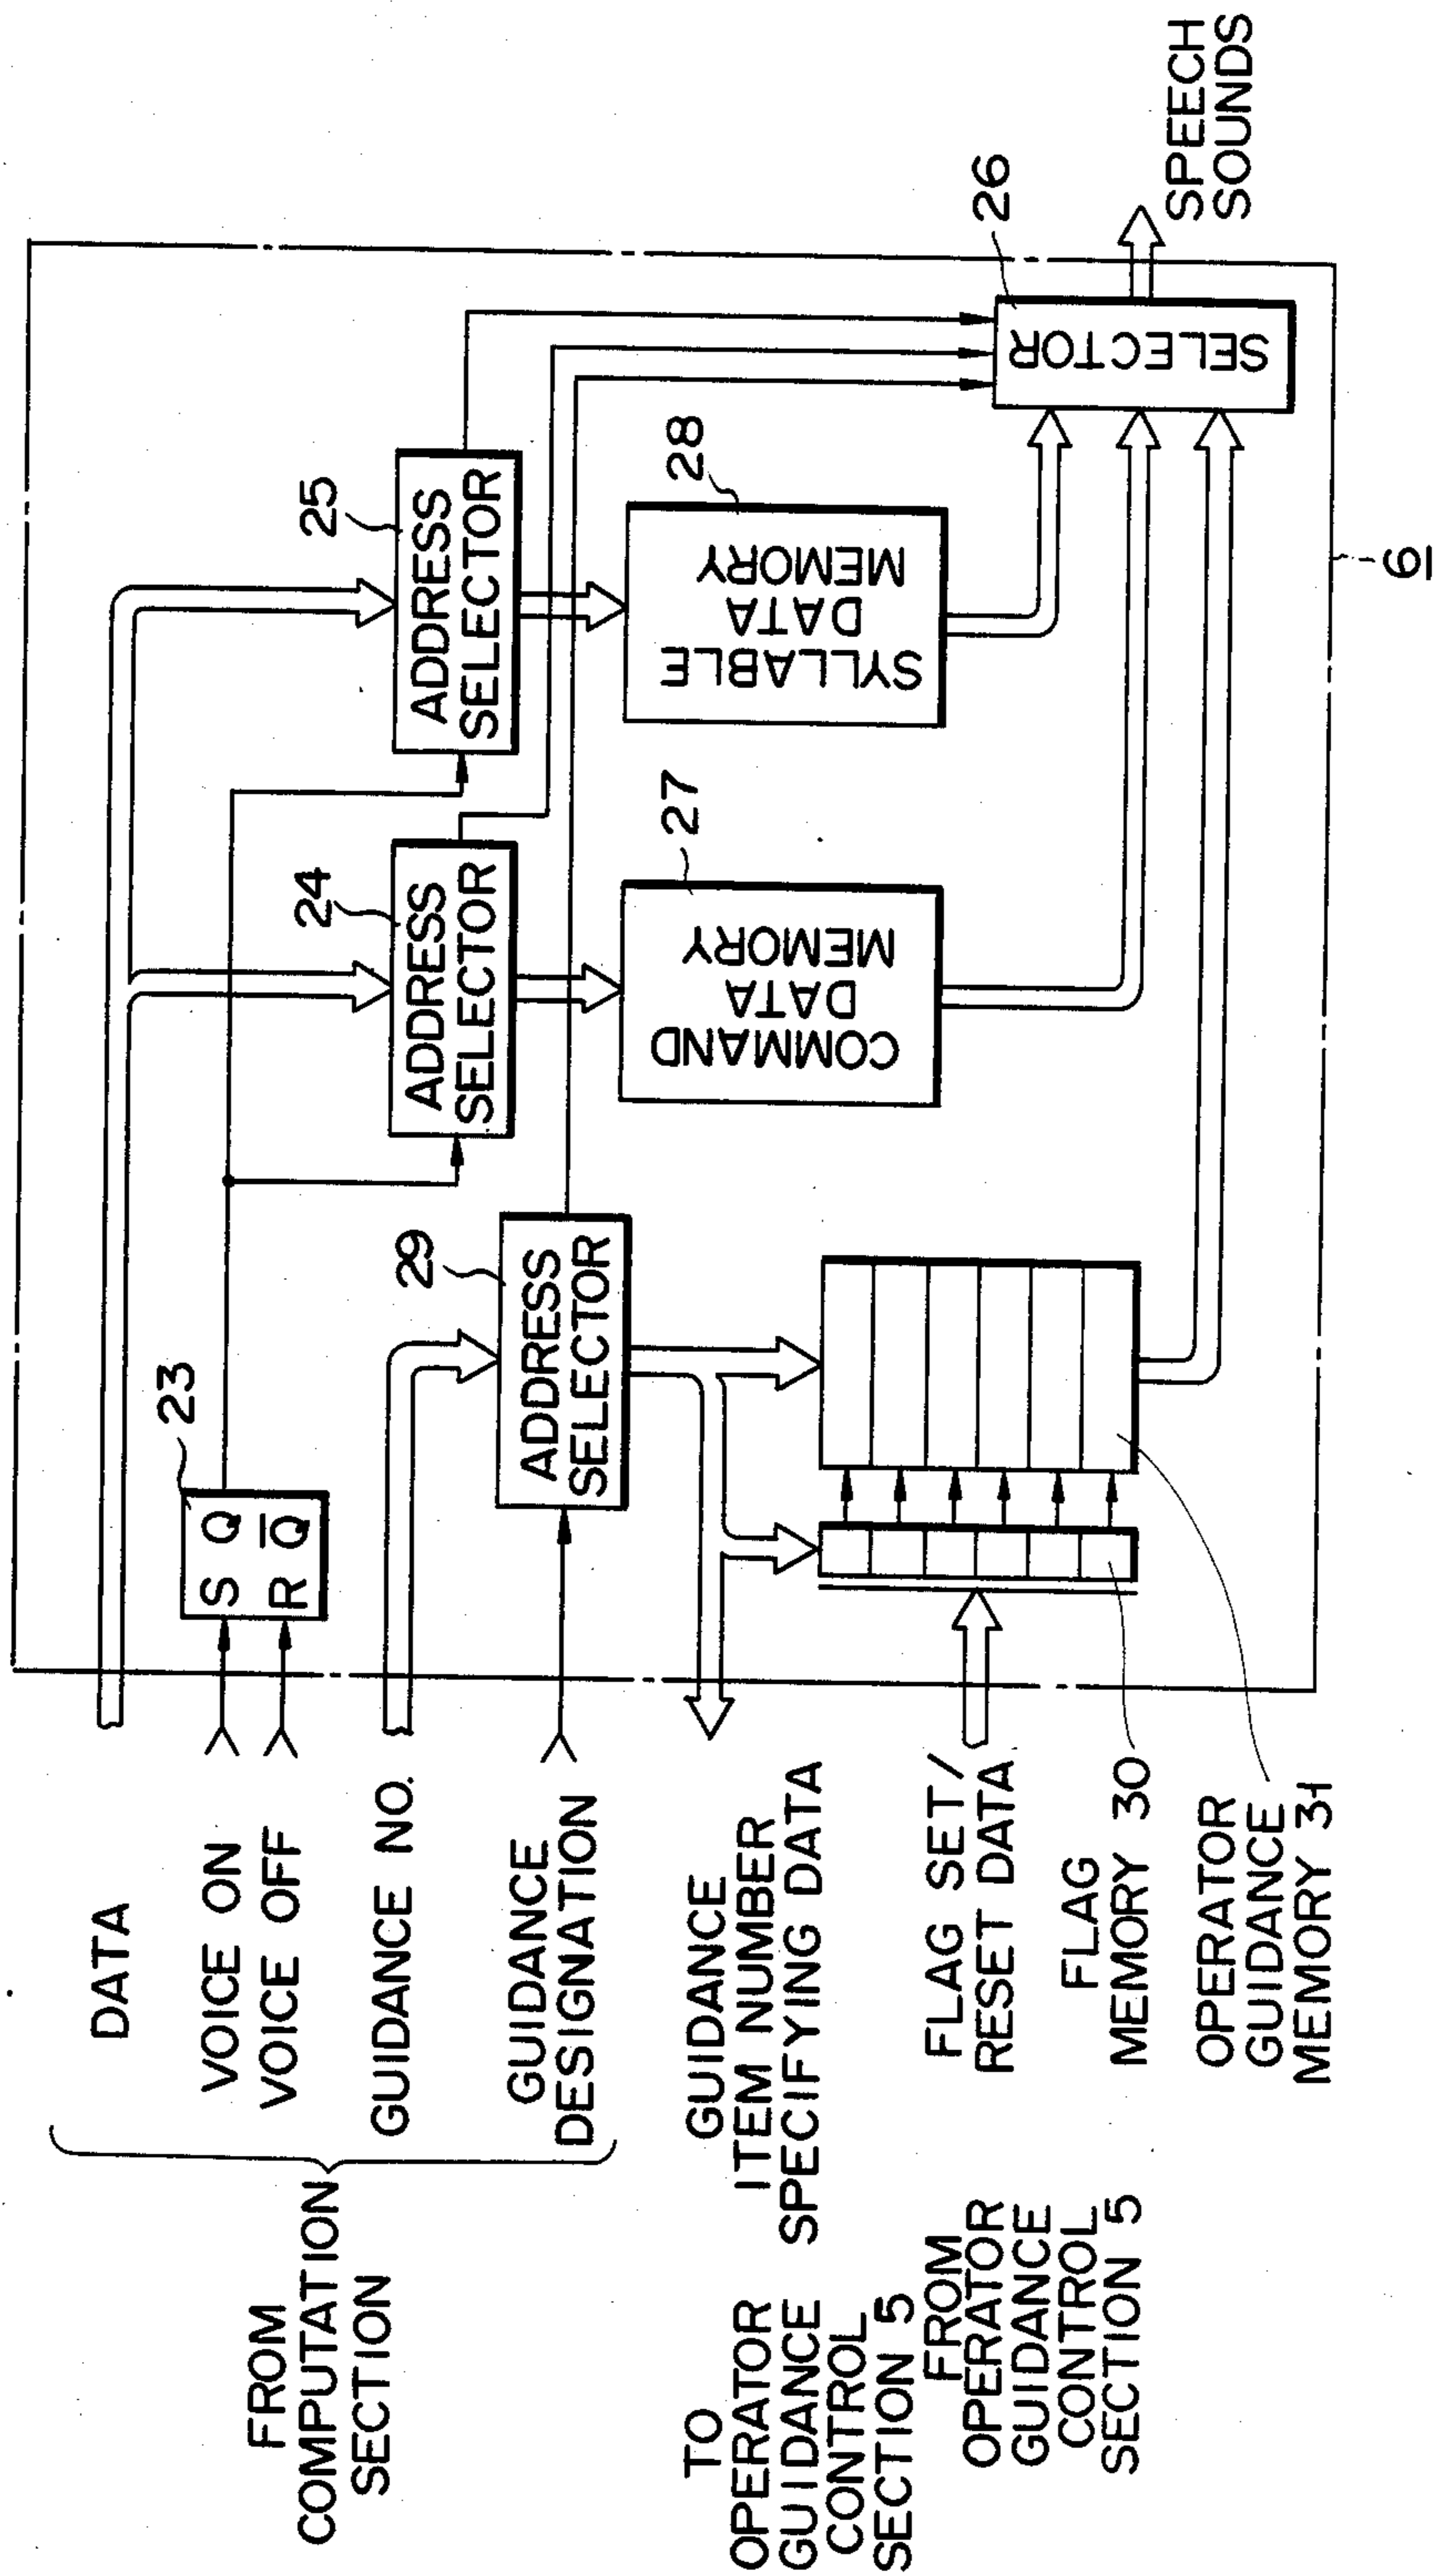 FROM
COMPUTATION
SECTION
DATA
VOICE ON
VOICE OFF
GUIDANCE NO.
GUIDANCE
DESIGNATION
TO
OPERATOR
GUIDANCE
CONTROL
SECTION 5
GUIDANCE
ITEM NUMBER
SPECIFYING DATA
FROM
OPERATOR
GUIDANCE
CONTROL
SECTION 5
FLAG SET/
RESET DATA
FLAG
MEMORY 30
OPERATOR
GUIDANCE
MEMORY 31
23
S Q
R Q̅
29
ADDRESS
SELECTOR
24
ADDRESS
SELECTOR
25
ADDRESS
SELECTOR
27
COMMAND
DATA
MEMORY
28
SYLLABLE
DATA
MEMORY
26
SELECTOR
SPEECH
SOUNDS
61